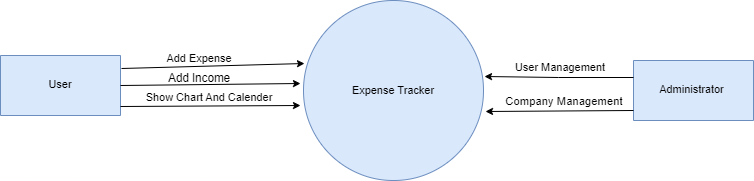 Add Expense
User Management
User
Add Income
Expense Tracker
Administrator
Show Chart And Calender
Company Management